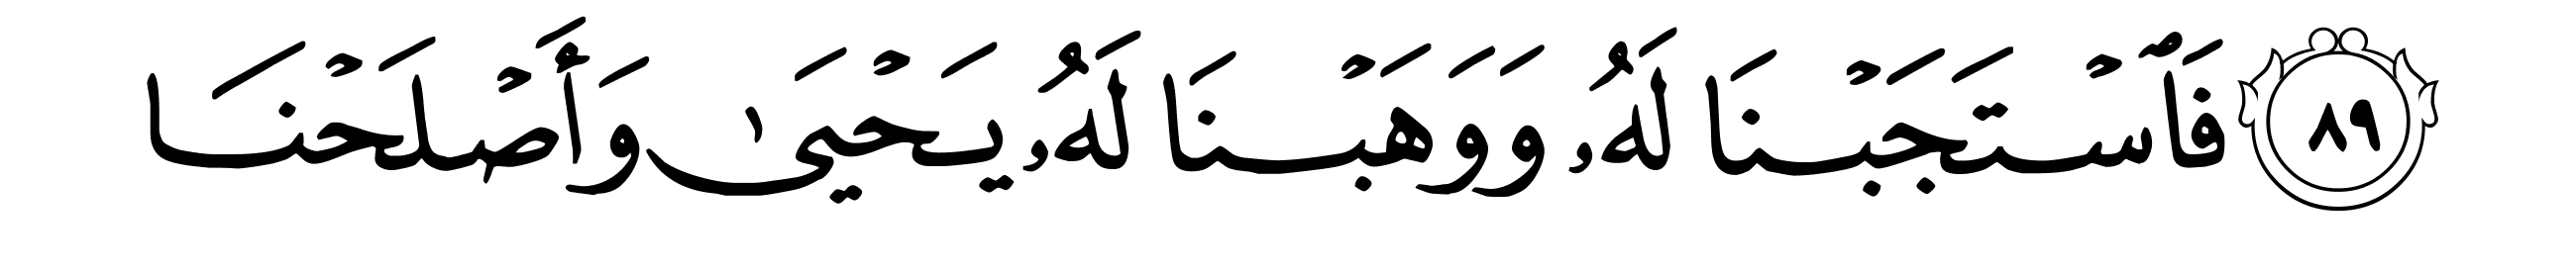 ٨٩ فَٱسْتَجَبْنَا لَهُۥ وَوَهَبْنَا لَهُۥ يَحْيَىٰ وَأَصْلَحْنَا